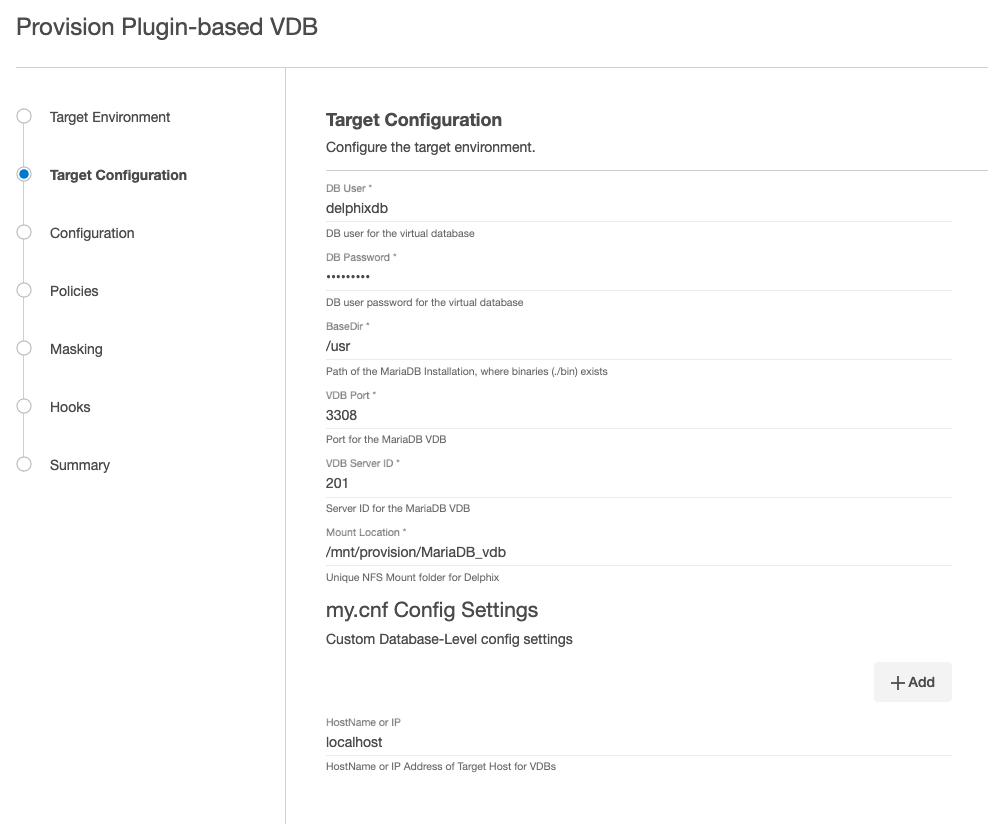 Provision Plugin-based VDB
Target Environment
Target Configuration
Configuration
Policies
Masking
Hooks
Summary
Target Configuration
Configure the target environment.
DB User *
delphixdb
DB user for the virtual database
DB Password *
•••••••••
DB user password for the virtual database
BaseDir *
/usr
Path of the MariaDB Installation, where binaries (./bin) exists
VDB Port *
3308
Port for the MariaDB VDB
VDB Server ID *
201
Server ID for the MariaDB VDB
Mount Location *
/mnt/provision/MariaDB_vdb
Unique NFS Mount folder for Delphix
my.cnf Config Settings
Custom Database-Level config settings
+ Add
HostName or IP
localhost
HostName or IP Address of Target Host for VDBs